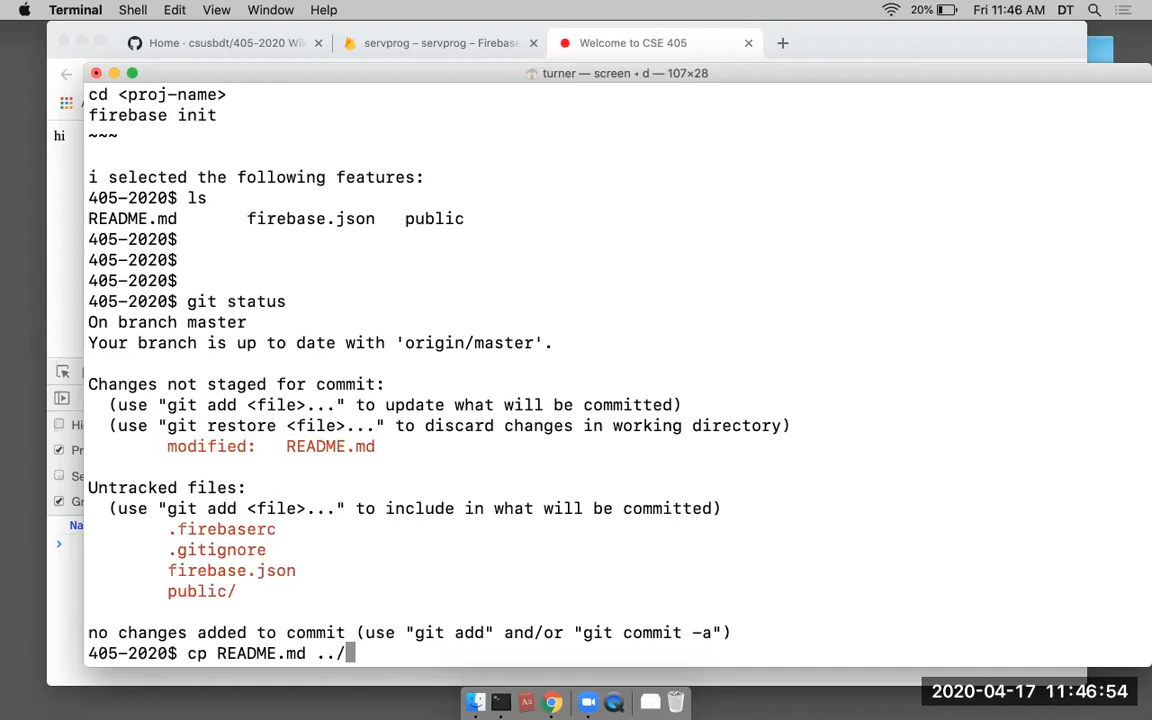 Terminal Shell Edit View Window Help 20% Fri 11:46 AM DT
Home · csusbdt/405-2020 Wi servprog – servprog – Firebase Welcome to CSE 405
turner — screen ◂ d — 107×28
cd <proj-name>
firebase init
hi
~~~
i selected the following features:
405-2020$ ls
README.md firebase.json public
405-2020$
405-2020$
405-2020$
405-2020$ git status
On branch master
Your branch is up to date with 'origin/master'.
Changes not staged for commit:
(use "git add <file>..." to update what will be committed)
(use "git restore <file>..." to discard changes in working directory)
modified: README.md
Untracked files:
(use "git add <file>..." to include in what will be committed)
.firebaserc
.gitignore
firebase.json
public/
no changes added to commit (use "git add" and/or "git commit -a")
405-2020$ cp README.md ../
2020-04-17 11:46:54